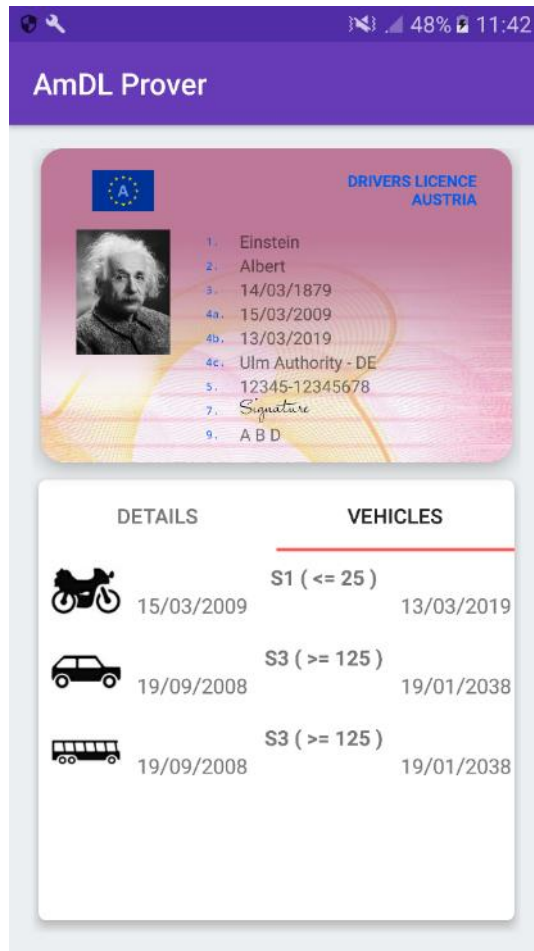 48% 11:42
AmDL Prover
A
DRIVERS LICENCE
AUSTRIA
1. Einstein
2. Albert
3. 14/03/1879
4a. 15/03/2009
4b. 13/03/2019
4c. Ulm Authority - DE
5. 12345-12345678
7. Signature
9. A B D
DETAILS VEHICLES
S1 ( <= 25 )
15/03/2009 13/03/2019
S3 ( >= 125 )
19/09/2008 19/01/2038
S3 ( >= 125 )
19/09/2008 19/01/2038